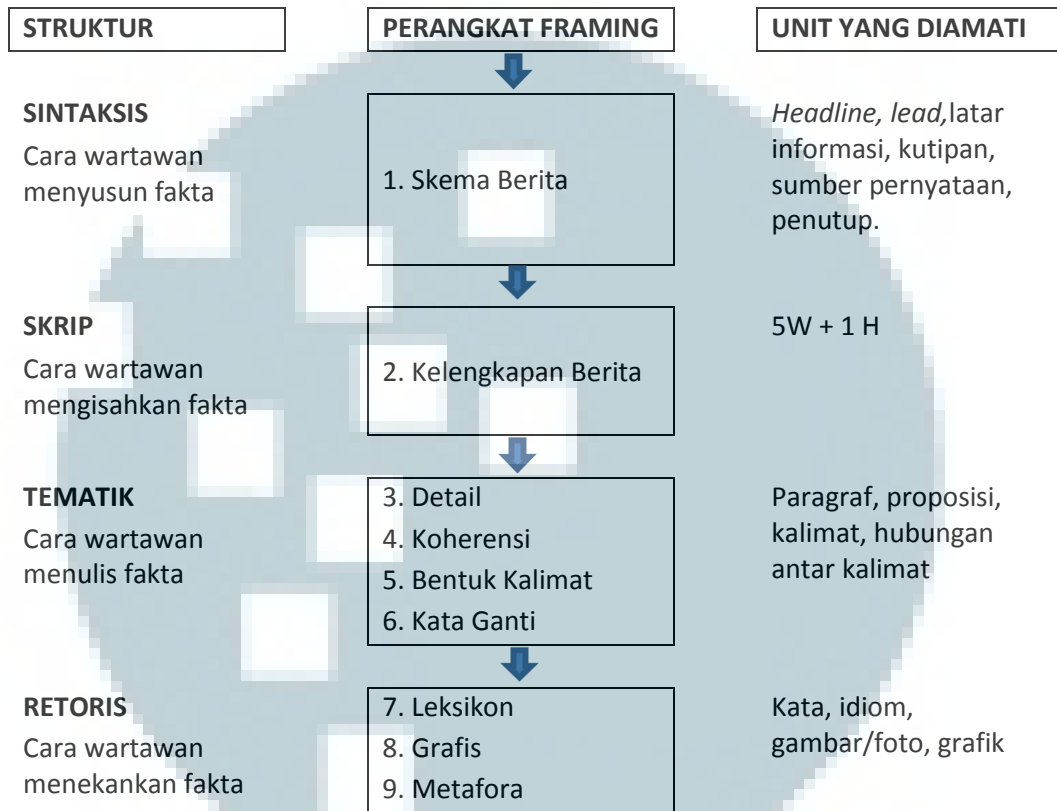 STRUKTUR
PERANGKAT FRAMING
UNIT YANG DIAMATI
SINTAKSIS
Cara wartawan
menyusun fakta
1. Skema Berita
Headline, lead,latar
informasi, kutipan,
sumber pernyataan,
penutup.
SKRIP
Cara wartawan
mengisahkan fakta
2. Kelengkapan Berita
5W + 1 H
TEMATIK
Cara wartawan
menulis fakta
3. Detail
4. Koherensi
5. Bentuk Kalimat
6. Kata Ganti
Paragraf, proposisi,
kalimat, hubungan
antar kalimat
RETORIS
Cara wartawan
menekankan fakta
7. Leksikon
8. Grafis
9. Metafora
Kata, idiom,
gambar/foto, grafik